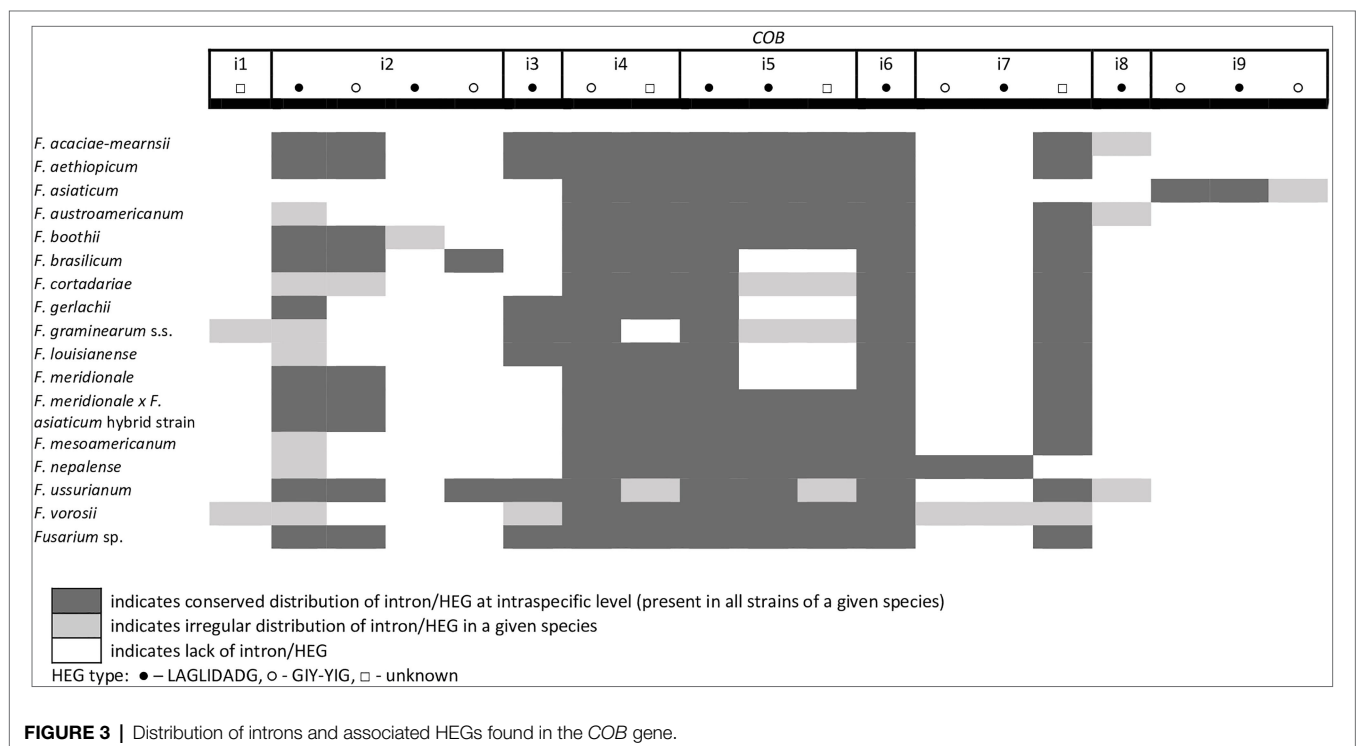 COB
i1 i2 i3 i4 i5 i6 i7 i8 i9
□ ● ○ ● ○ ● ○ □ ● ● □ ● ○ ● □ ● ○ ● ○
F. acaciae-mearnsii
F. aethiopicum
F. asiaticum
F. austroamericanum
F. boothii
F. brasilicum
F. cortadariae
F. gerlachii
F. graminearum s.s.
F. louisianense
F. meridionale
F. meridionale x F.
asiaticum hybrid strain
F. mesoamericanum
F. nepalense
F. ussurianum
F. vorosii
Fusarium sp.
indicates conserved distribution of intron/HEG at intraspecific level (present in all strains of a given species)
indicates irregular distribution of intron/HEG in a given species
indicates lack of intron/HEG
HEG type: ● – LAGLIDADG, ○ - GIY-YIG, □ - unknown
FIGURE 3 | Distribution of introns and associated HEGs found in the COB gene.